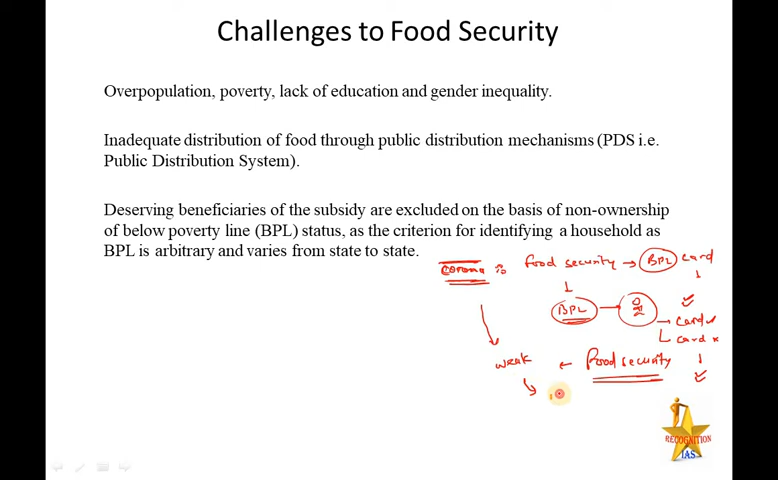 Challenges to Food Security
Overpopulation, poverty, lack of education and gender inequality.
Inadequate distribution of food through public distribution mechanisms (PDS i.e.
Public Distribution System).
Deserving beneficiaries of the subsidy are excluded on the basis of non-ownership
of below poverty line (BPL) status, as the criterion for identifying a household as
BPL is arbitrary and varies from state to state.
Corona % food security → BPL card
BPL
card ✓
card ×
weak ← food security
RECOGNITION
IAS